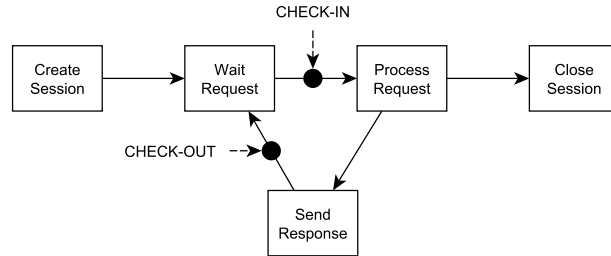 CHECK-IN
Create
Session
Wait
Request
Process
Request
Close
Session
CHECK-OUT
Send
Response